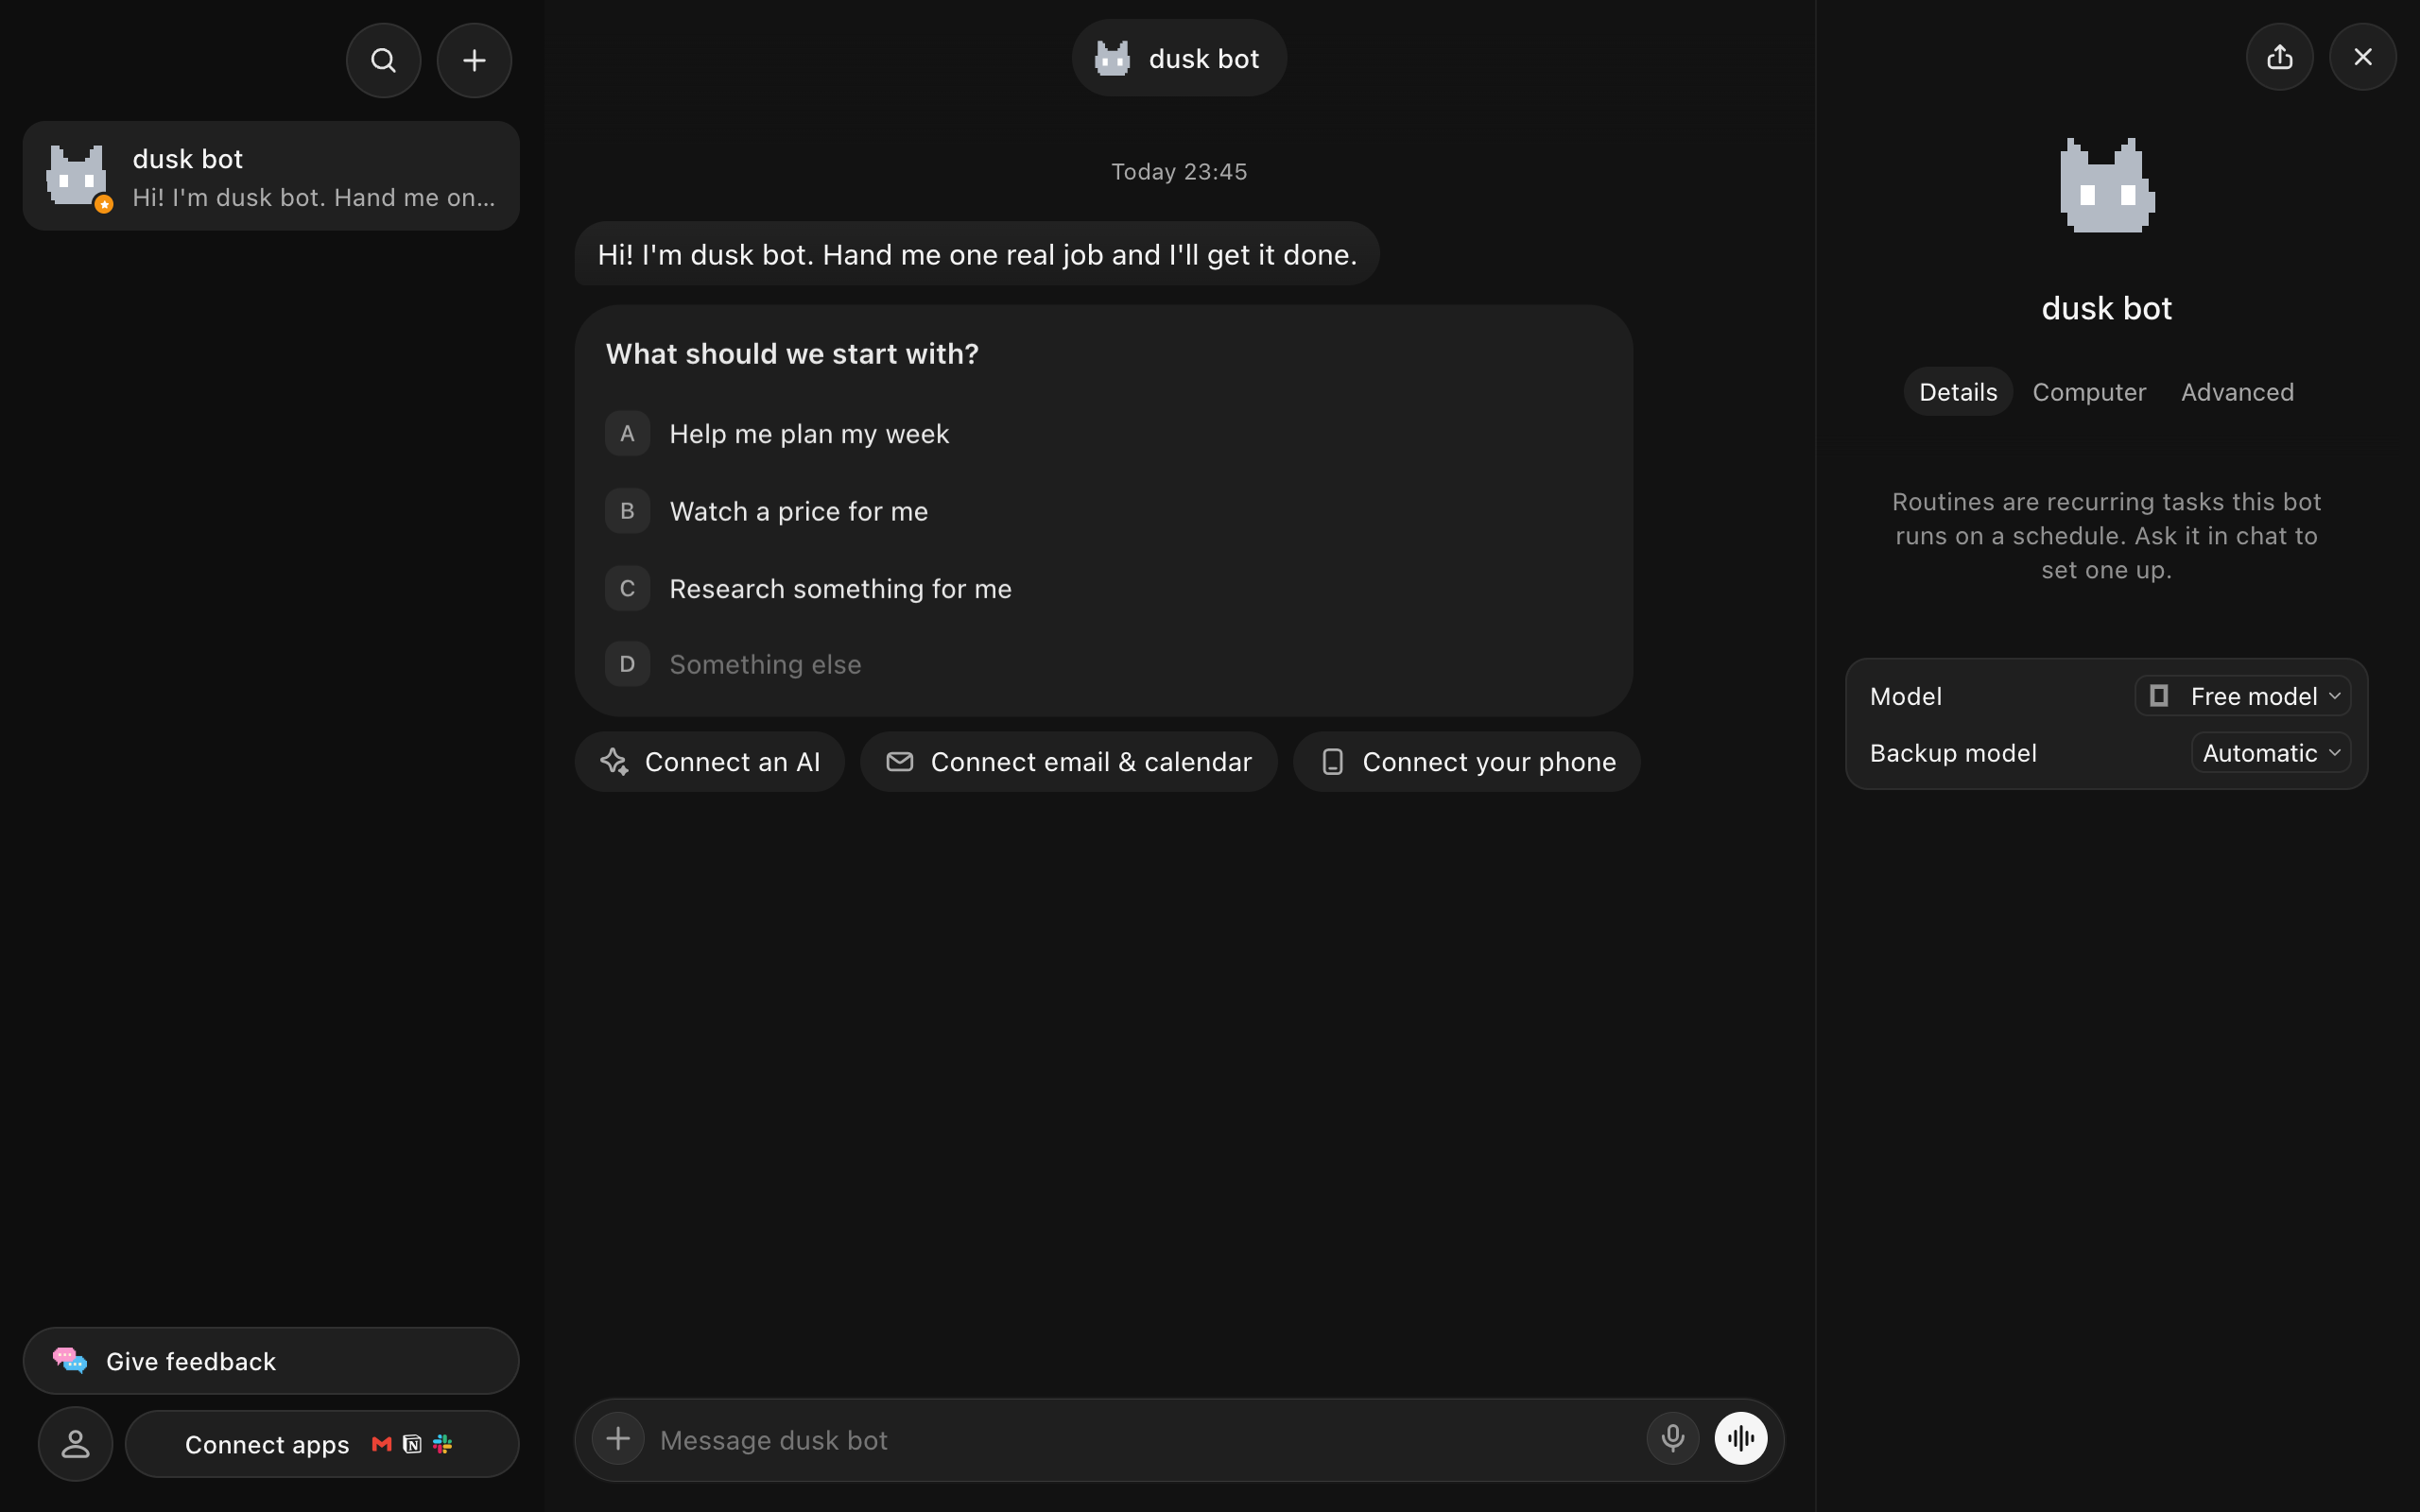 dusk bot
Hi! I'm dusk bot. Hand me on...
Give feedback
Connect apps
dusk bot
Today 23:45
Hi! I'm dusk bot. Hand me one real job and I'll get it done.
What should we start with?
A Help me plan my week
B Watch a price for me
C Research something for me
D Something else
Connect an AI
Connect email & calendar
Connect your phone
Message dusk bot
dusk bot
Details Computer Advanced
Routines are recurring tasks this bot
runs on a schedule. Ask it in chat to
set one up.
Model Free model
Backup model Automatic